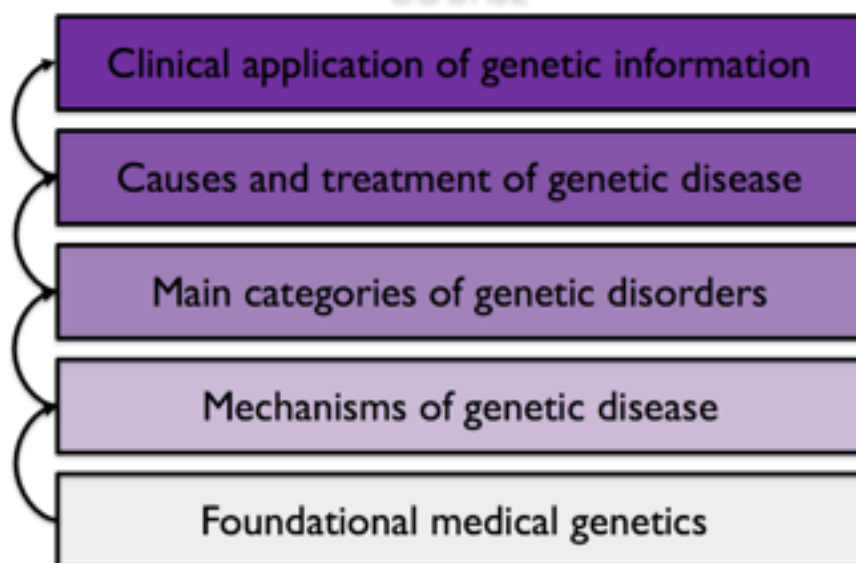 Clinical application of genetic information
Causes and treatment of genetic disease
Main categories of genetic disorders
Mechanisms of genetic disease
Foundational medical genetics